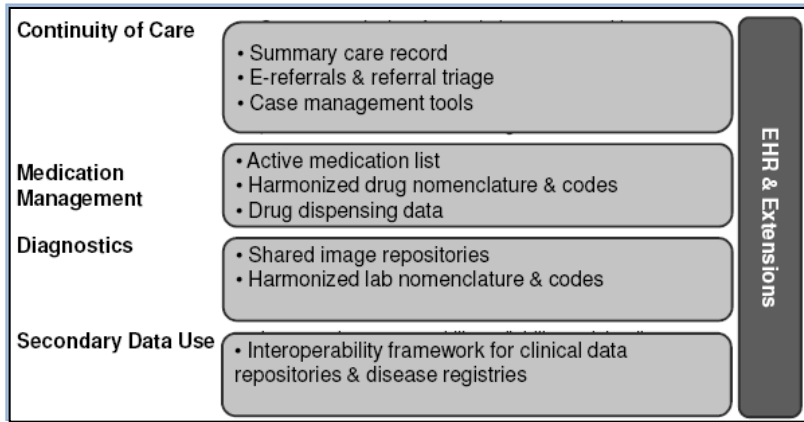 Continuity of Care
• Summary care record
• E-referrals & referral triage
• Case management tools
Medication
Management
• Active medication list
• Harmonized drug nomenclature & codes
• Drug dispensing data
Diagnostics
• Shared image repositories
• Harmonized lab nomenclature & codes
Secondary Data Use
• Interoperability framework for clinical data
repositories & disease registries
EHR & Extensions